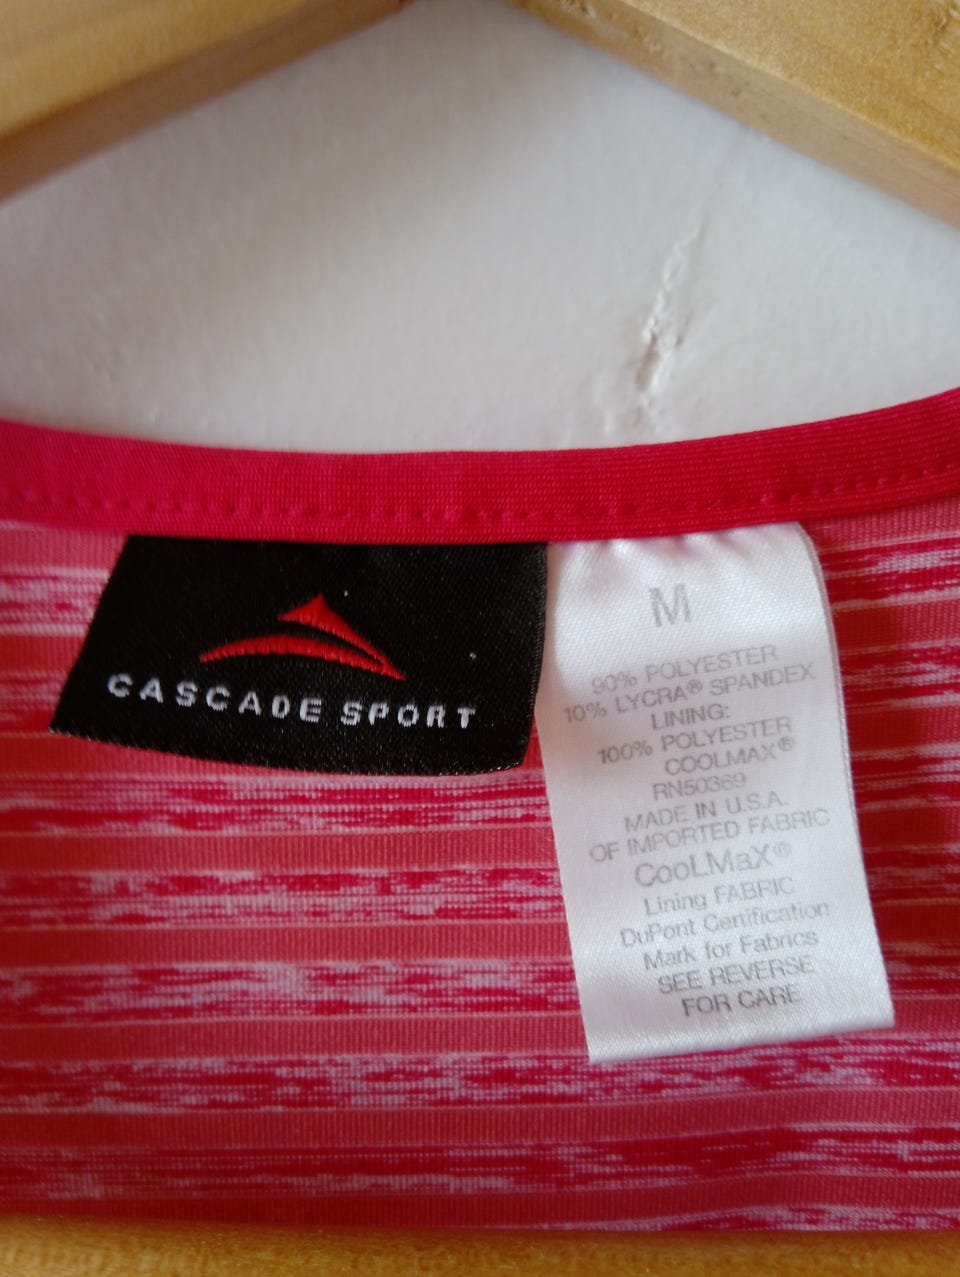 CASCADE SPORT
M
90% POLYESTER
10% LYCRA® SPANDEX
LINING:
100% POLYESTER
COOLMAX®
RN50369
MADE IN U.S.A.
OF IMPORTED FABRIC
CooLMaX®
Lining FABRIC
DuPont Certification
Mark for Fabrics
SEE REVERSE
FOR CARE